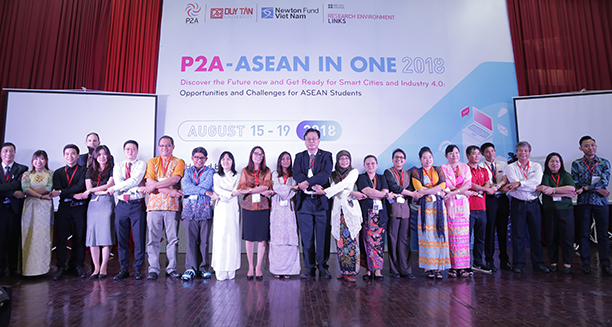 P2A
DUY TÂN
UNIVERSITY
Newton Fund
Viet Nam
RESEARCH ENVIRONMENT
LINKS
P2A - ASEAN IN ONE 2018
Discover the Future now and Get Ready for Smart Cities and Industry 4.0:
Opportunities and Challenges for ASEAN Students
AUGUST 15 - 19 2018